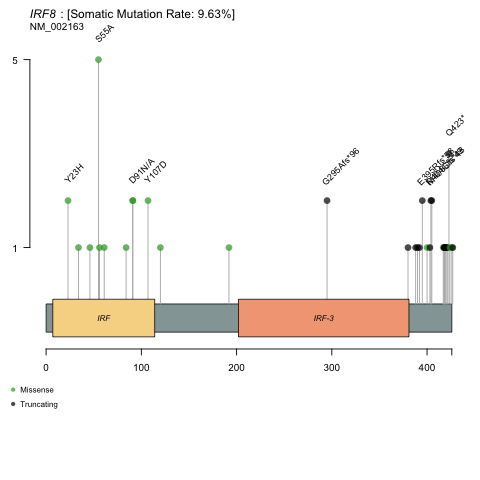 IRF8 : [Somatic Mutation Rate: 9.63%]
NM_002163
S55A
5
Q423*
Y23H
D91N/A
Y107D
G295Afs*96
1
IRF
IRF-3
0
100
200
300
400
Missense
Truncating